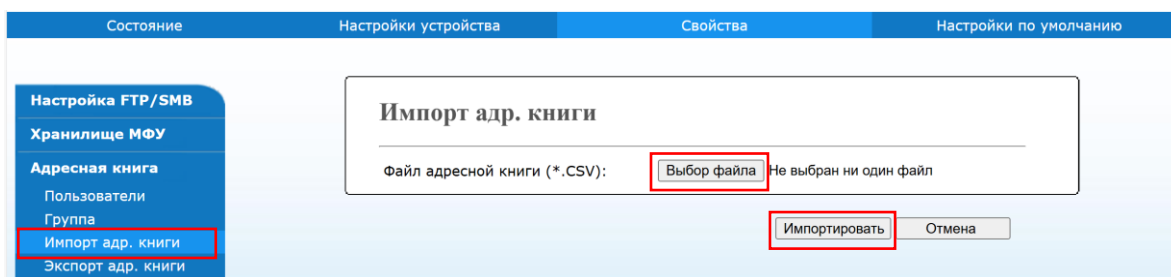 Состояние Настройки устройства Свойства Настройки по умолчанию
Настройка FTP/SMB
Хранилище МФУ
Адресная книга
Пользователи
Группа
Импорт адр. книги
Экспорт адр. книги
Импорт адр. книги
Файл адресной книги (*.CSV): Выбор файла Не выбран ни один файл
Импортировать Отмена